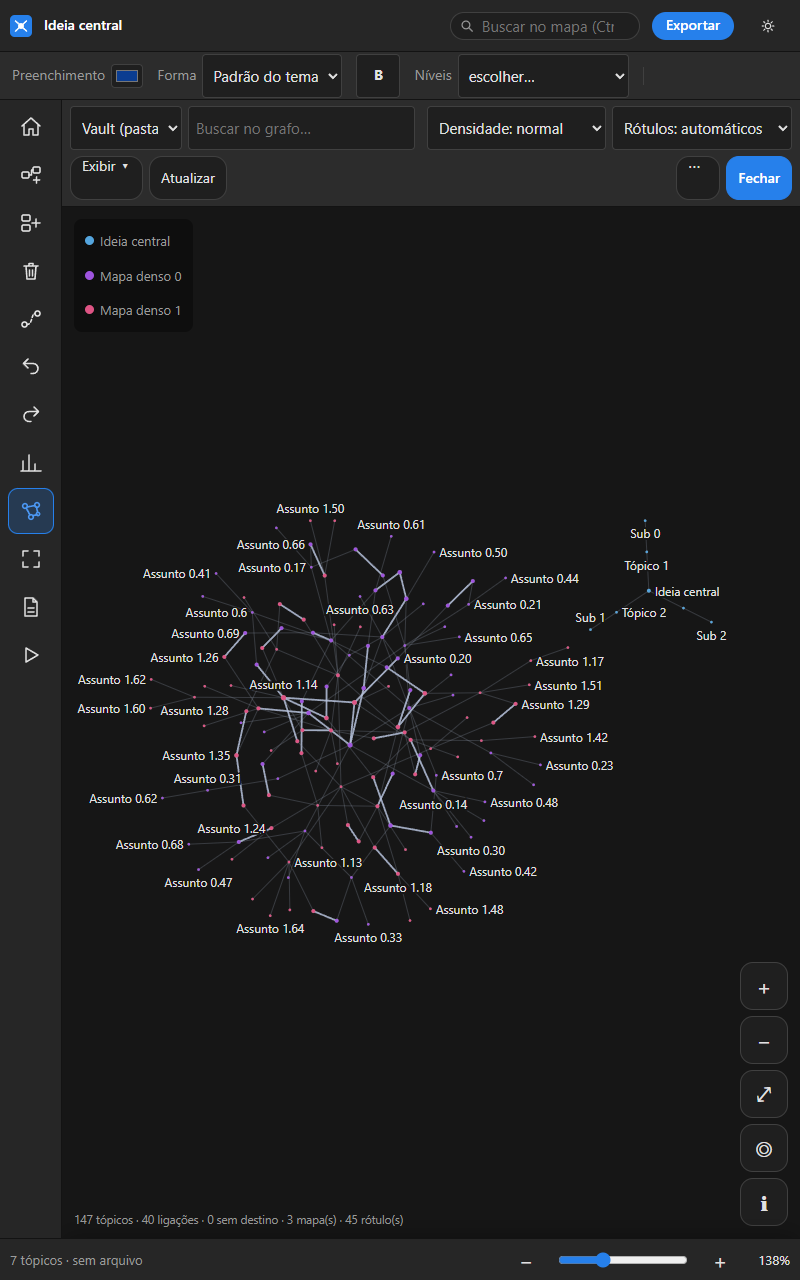 Ideia central
Buscar no mapa (Ctr
Exportar
Preenchimento
Forma
Padrão do tema
B
Níveis
escolher...
Vault (pasta
Buscar no grafo...
Densidade: normal
Rótulos: automáticos
Exibir ▾
Atualizar
...
Fechar
Ideia central
Mapa denso 0
Mapa denso 1
Assunto 1.50
Assunto 0.61
Sub 0
Assunto 0.66
Assunto 0.50
Assunto 0.17
Tópico 1
Assunto 0.41
Assunto 0.44
Ideia central
Assunto 0.6
Assunto 0.63
Assunto 0.21
Sub 1
Tópico 2
Assunto 0.69
Assunto 0.65
Sub 2
Assunto 1.26
Assunto 0.20
Assunto 1.17
Assunto 1.62
Assunto 1.14
Assunto 1.51
Assunto 1.60
Assunto 1.28
Assunto 1.29
Assunto 1.42
Assunto 1.35
Assunto 0.23
Assunto 0.31
Assunto 0.7
Assunto 0.62
Assunto 0.14
Assunto 0.48
Assunto 1.24
Assunto 0.68
Assunto 0.30
Assunto 1.13
Assunto 0.42
Assunto 0.47
Assunto 1.18
Assunto 1.48
Assunto 1.64
Assunto 0.33
+
−
i
147 tópicos · 40 ligações · 0 sem destino · 3 mapa(s) · 45 rótulo(s)
7 tópicos · sem arquivo
−
+
138%